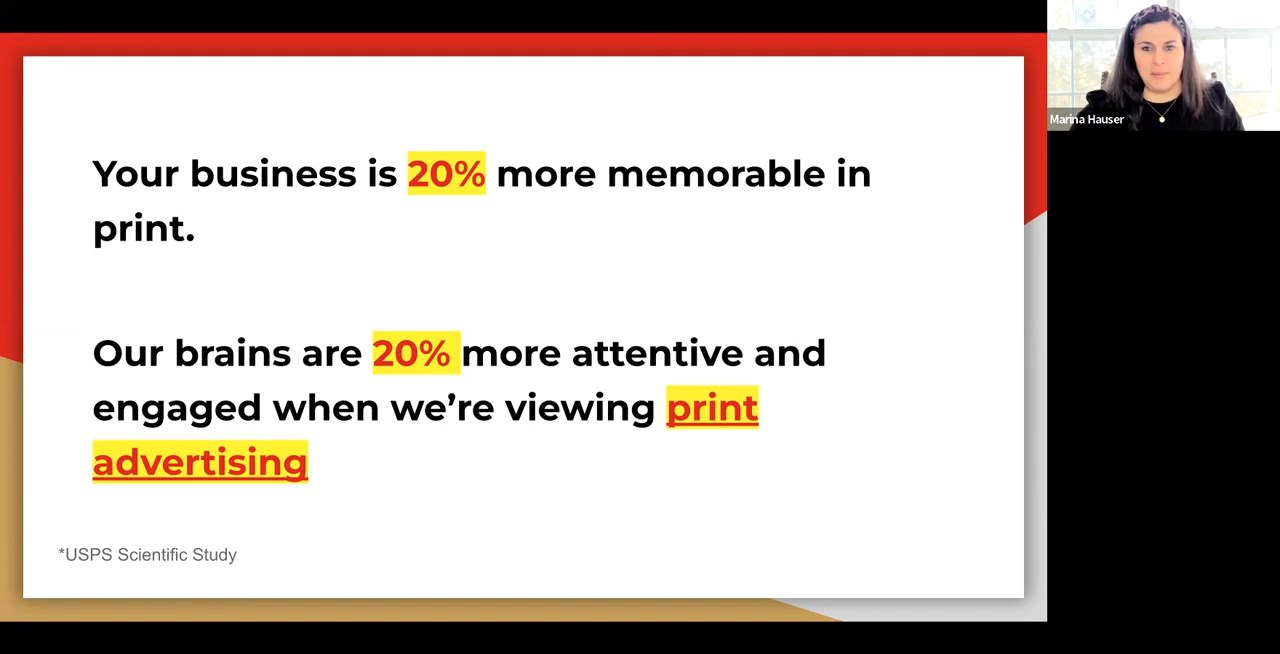 Your business is 20% more memorable in
print.
Our brains are 20% more attentive and
engaged when we’re viewing print
advertising
*USPS Scientific Study
Marina Hauser